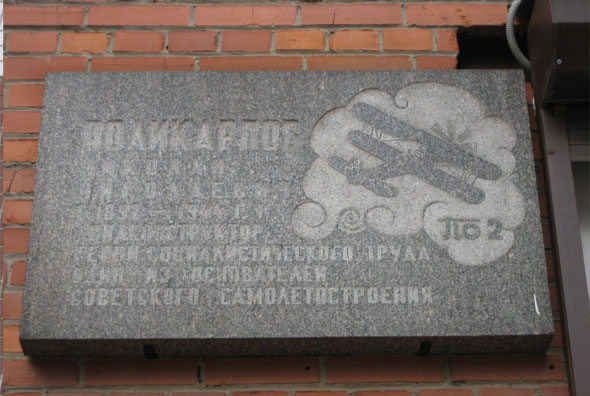 ПОЛИКАРПОВ
НИКОЛАЙ
НИКОЛАЕВИЧ
1892 – 1944 Г.Г.
АВИАКОНСТРУКТОР
ГЕРОЙ СОЦИАЛИСТИЧЕСКОГО ТРУДА
ОДИН ИЗ ОСНОВАТЕЛЕЙ
СОВЕТСКОГО САМОЛЕТОСТРОЕНИЯ
ПО 2